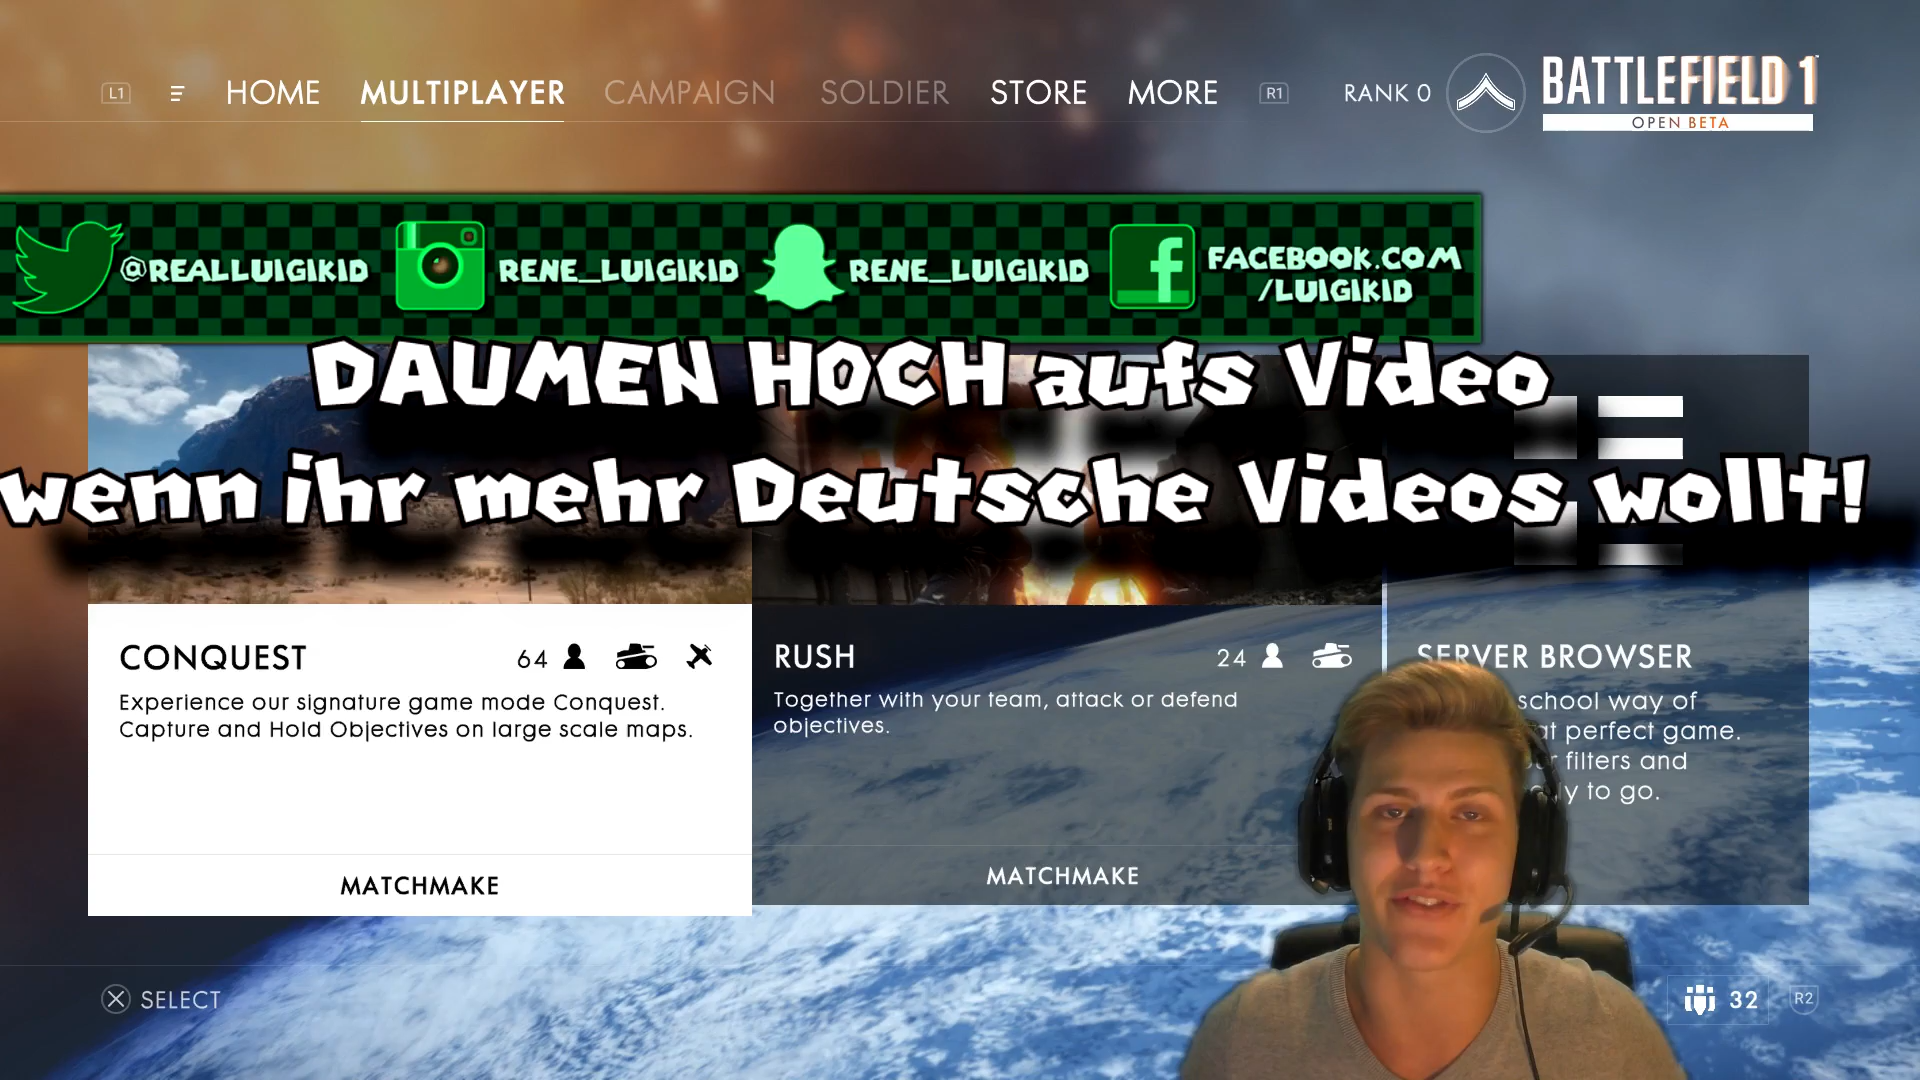 L1 HOME MULTIPLAYER CAMPAIGN SOLDIER STORE MORE R1 RANK 0 BATTLEFIELD 1
OPEN BETA
@REALLUIGIKID RENE_LUIGIKID RENE_LUIGIKID FACEBOOK.COM
/LUIGIKID
DAUMEN HOCH aufs Video
wenn ihr mehr Deutsche Videos wollt!
CONQUEST 64
Experience our signature game mode Conquest.
Capture and Hold Objectives on large scale maps.
MATCHMAKE
RUSH 24
Together with your team, attack or defend
objectives.
MATCHMAKE
SERVER BROWSER
school way of
perfect game.
filters and
to go.
SELECT
32 R2